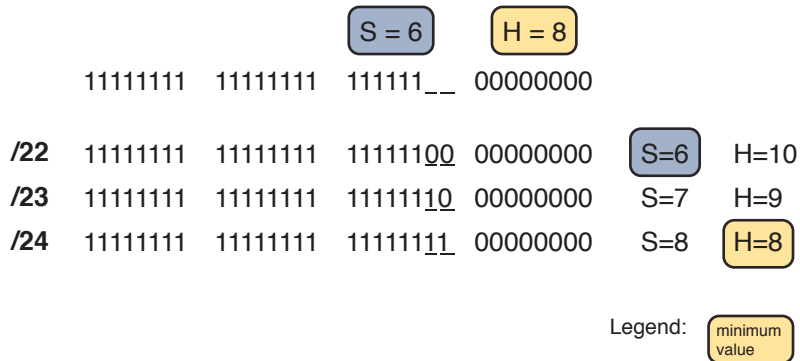 S = 6 H = 8
11111111 11111111 111111__ 00000000
/22 11111111 11111111 11111100 00000000 S=6 H=10
/23 11111111 11111111 11111110 00000000 S=7 H=9
/24 11111111 11111111 11111111 00000000 S=8 H=8
Legend: minimum
value